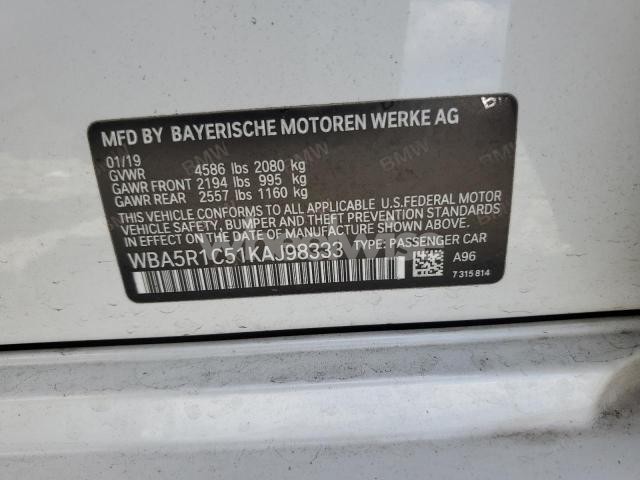 MFD BY BAYERISCHE MOTOREN WERKE AG
01/19
GVWR 4586 lbs 2080 kg
GAWR FRONT 2194 lbs 995 kg
GAWR REAR 2557 lbs 1160 kg
THIS VEHICLE CONFORMS TO ALL APPLICABLE U.S.FEDERAL MOTOR
VEHICLE SAFETY, BUMPER AND THEFT PREVENTION STANDARDS
IN EFFECT ON THE DATE OF MANUFACTURE SHOWN ABOVE.
WBA5R1C51KAJ98333 TYPE: PASSENGER CAR
A96
7 315 814